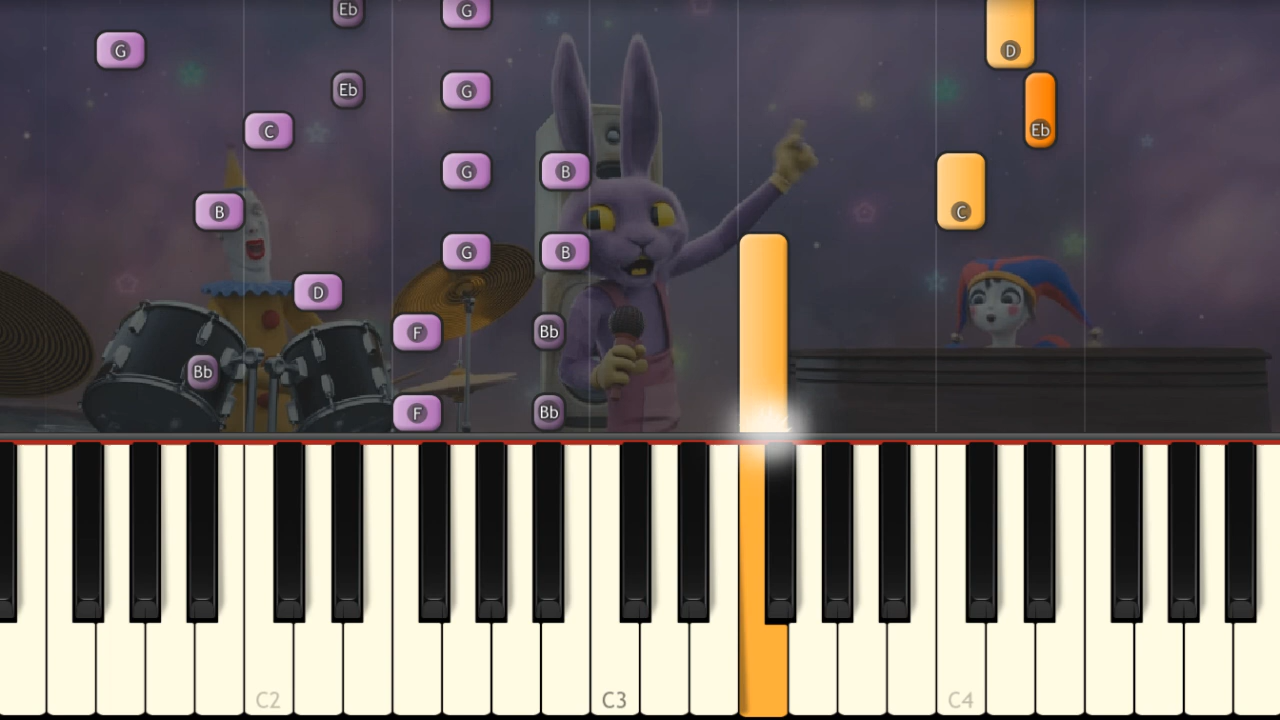 Eb G
G D
Eb G Eb
C
G B C
B
G B
D
F Bb
Bb
F Bb
C2 C3 C4